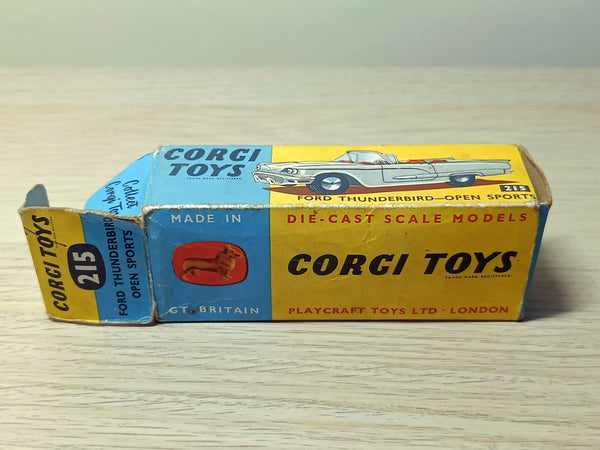 CORGI
TOYS
TRADE MARK REGISTERED
FORD THUNDERBIRD—OPEN SPORTS
215
MADE IN
GT. BRITAIN
DIE-CAST SCALE MODELS
CORGI TOYS
TRADE MARK REGISTERED
PLAYCRAFT TOYS LTD · LONDON
CORGI TOYS
215
FORD THUNDERBIRD
OPEN SPORTS
Corgi